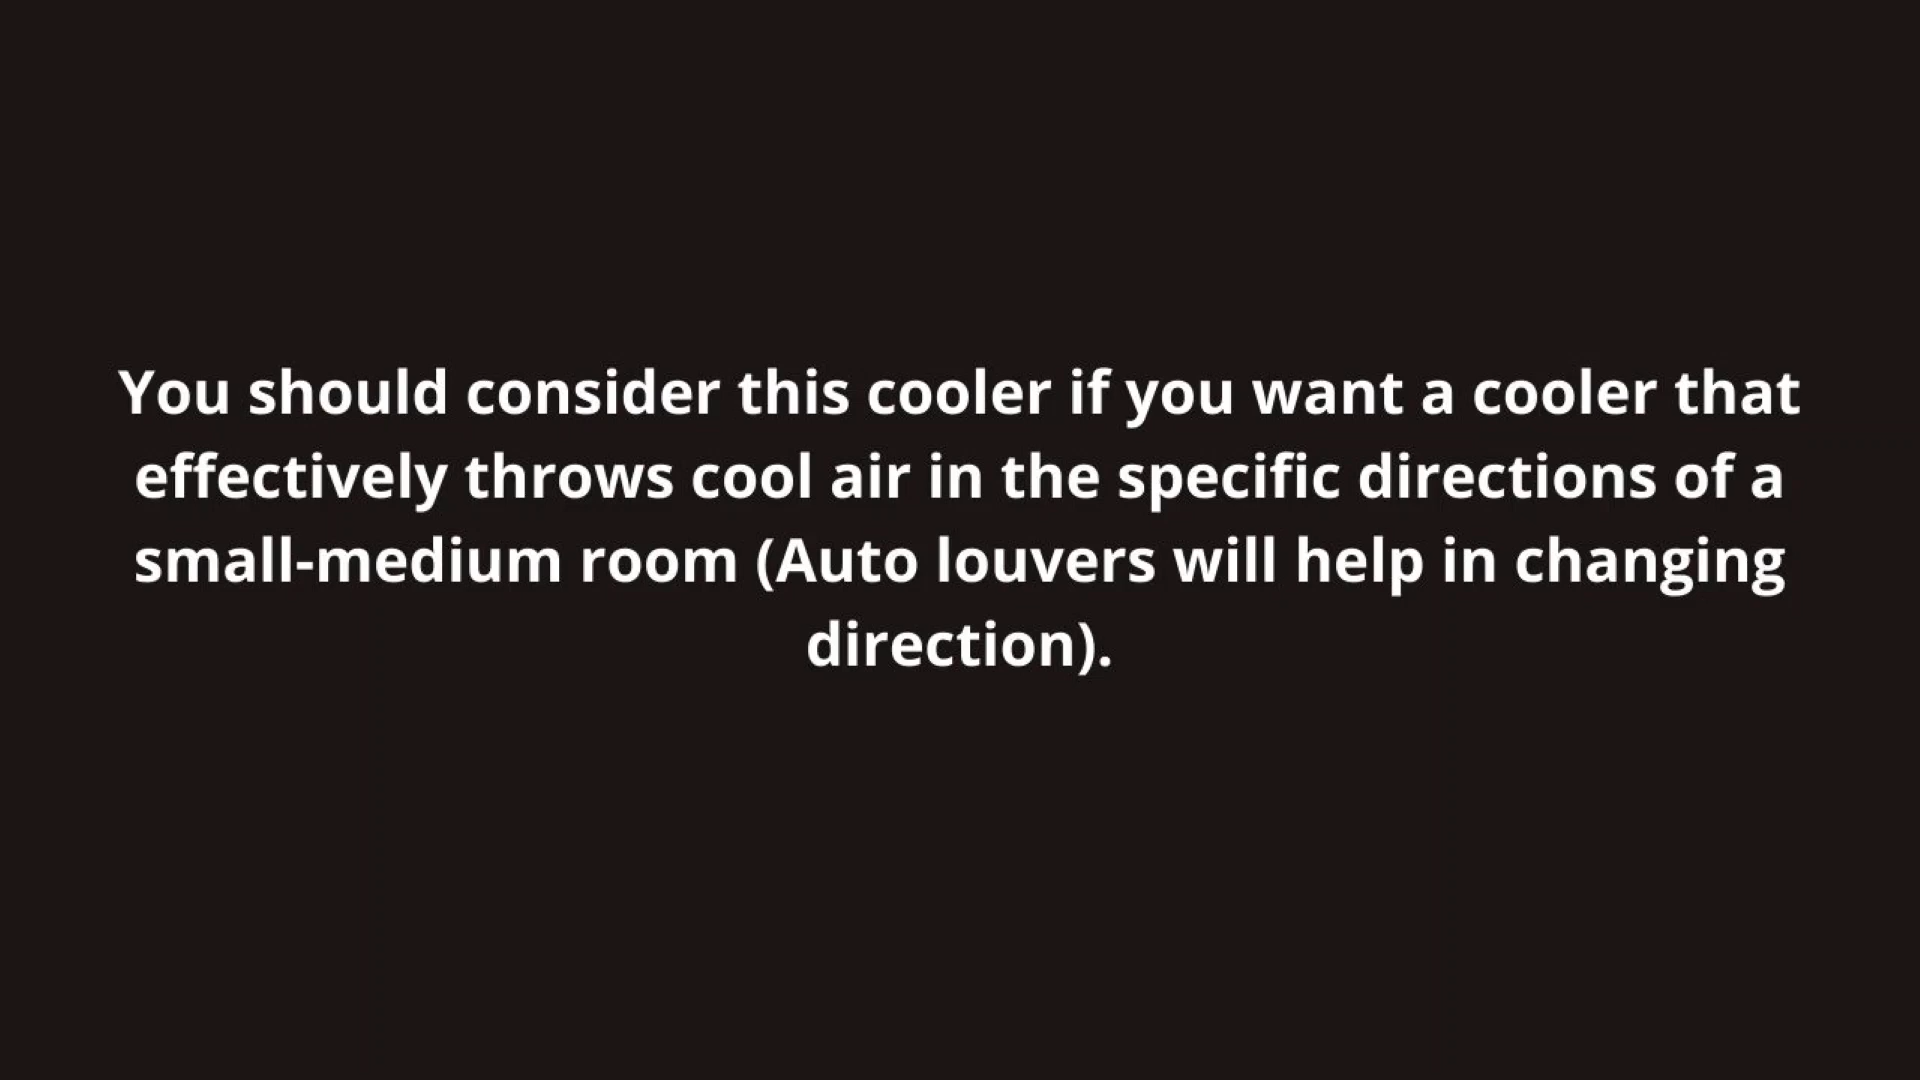 You should consider this cooler if you want a cooler that
effectively throws cool air in the specific directions of a
small-medium room (Auto louvers will help in changing
direction).